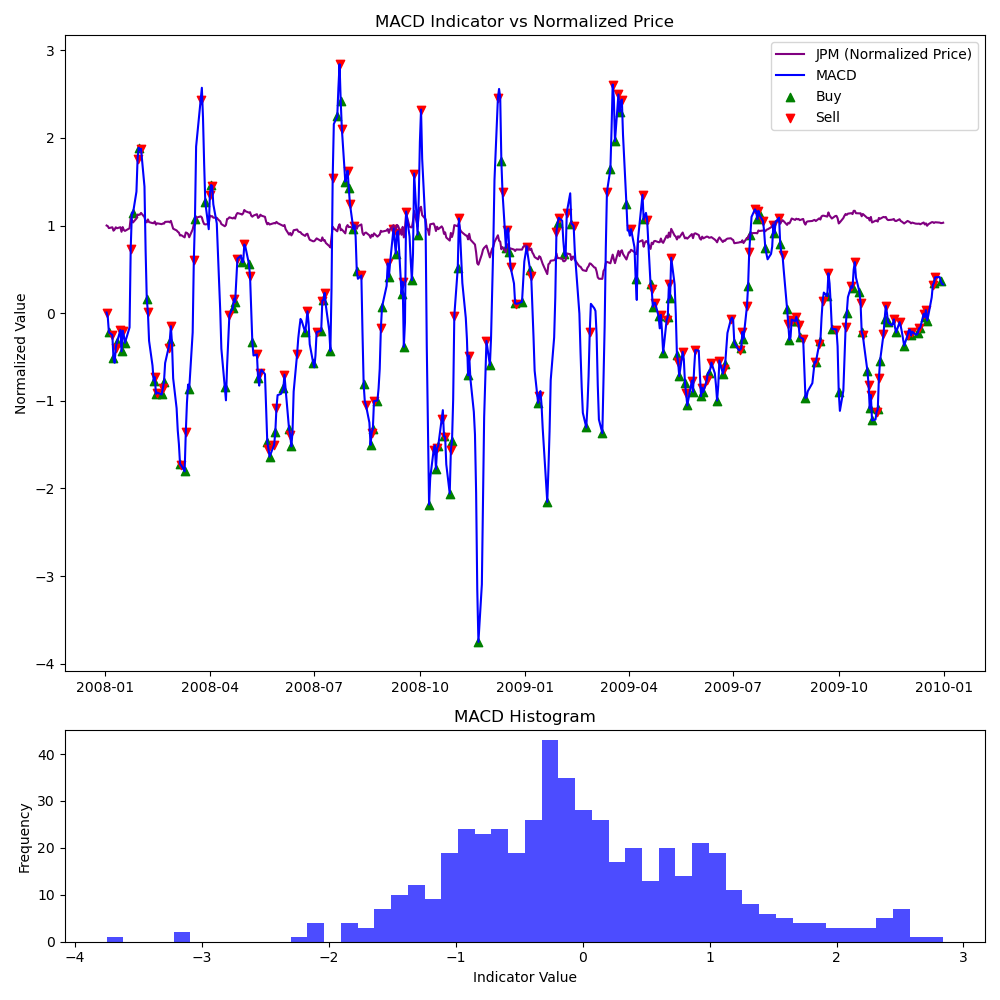 MACD Indicator vs Normalized Price
JPM (Normalized Price)
MACD
Buy
Sell
Normalized Value
3
2
1
0
−1
−2
−3
−4
2008-01 2008-04 2008-07 2008-10 2009-01 2009-04 2009-07 2009-10 2010-01
MACD Histogram
Frequency
40
30
20
10
0
−4 −3 −2 −1 0 1 2 3
Indicator Value